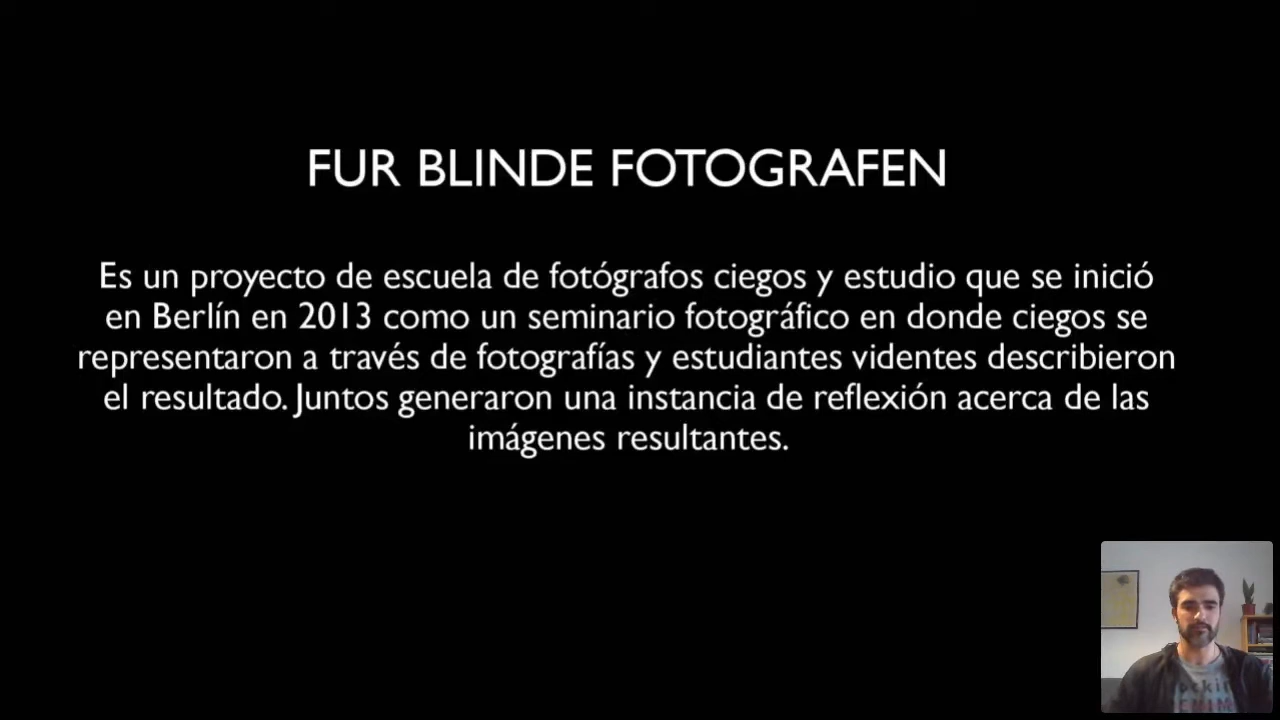 FUR BLINDE FOTOGRAFEN
Es un proyecto de escuela de fotógrafos ciegos y estudio que se inició
en Berlín en 2013 como un seminario fotográfico en donde ciegos se
representaron a través de fotografías y estudiantes videntes describieron
el resultado. Juntos generaron una instancia de reflexión acerca de las
imágenes resultantes.